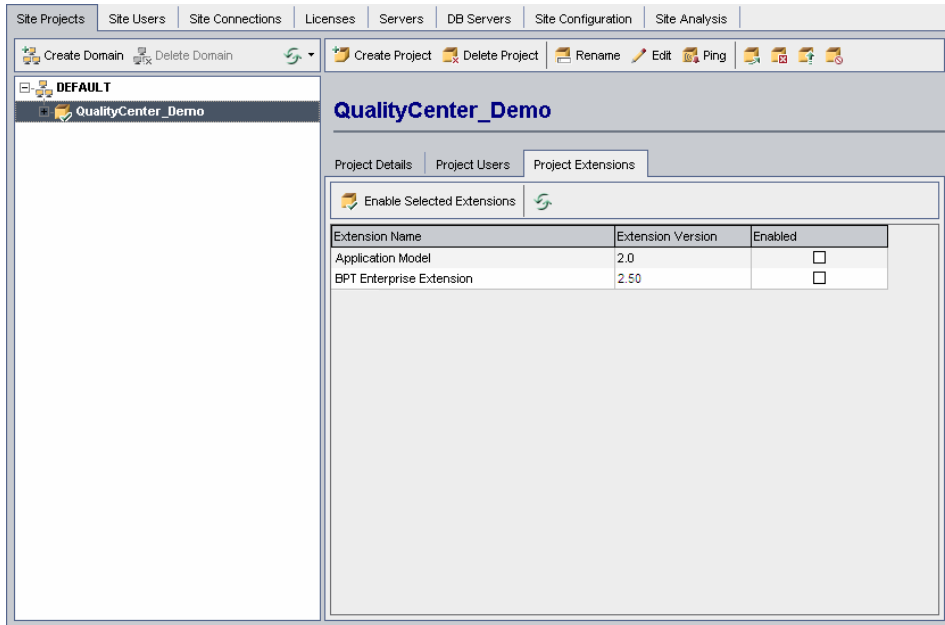 Site Projects Site Users Site Connections Licenses Servers DB Servers Site Configuration Site Analysis
Create Domain Delete Domain Create Project Delete Project Rename Edit Ping
DEFAULT
QualityCenter_Demo
QualityCenter_Demo
Project Details Project Users Project Extensions
Enable Selected Extensions
Extension Name Extension Version Enabled
Application Model 2.0
BPT Enterprise Extension 2.50